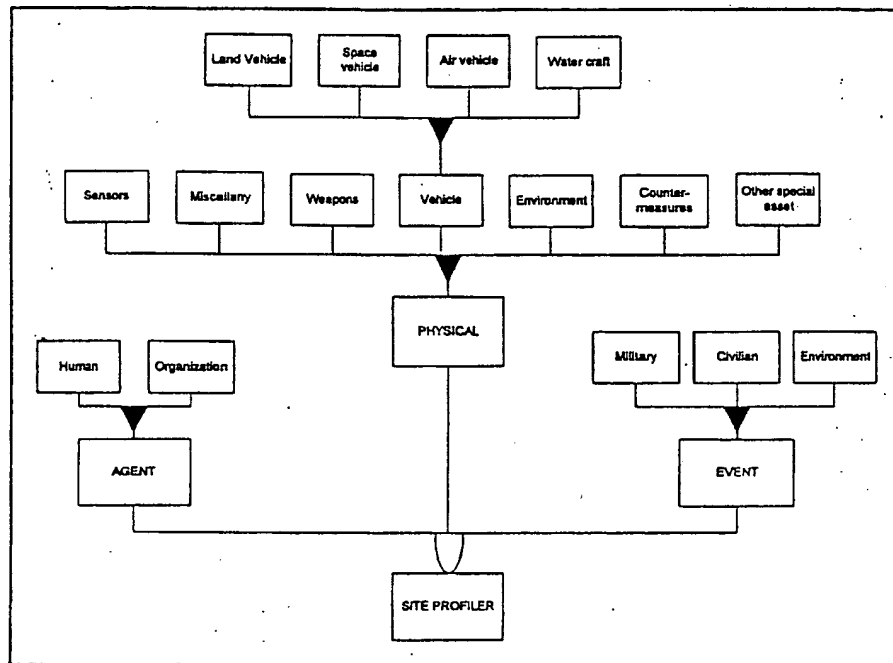 Land Vehicle
Space
vehicle
Air vehicle
Water craft
Sensors
Miscellany
Weapons
Vehicle
Environment
Counter-
measures
Other special
asset
PHYSICAL
Human
Organization
Military
Civilian
Environment
AGENT
EVENT
SITE PROFILER